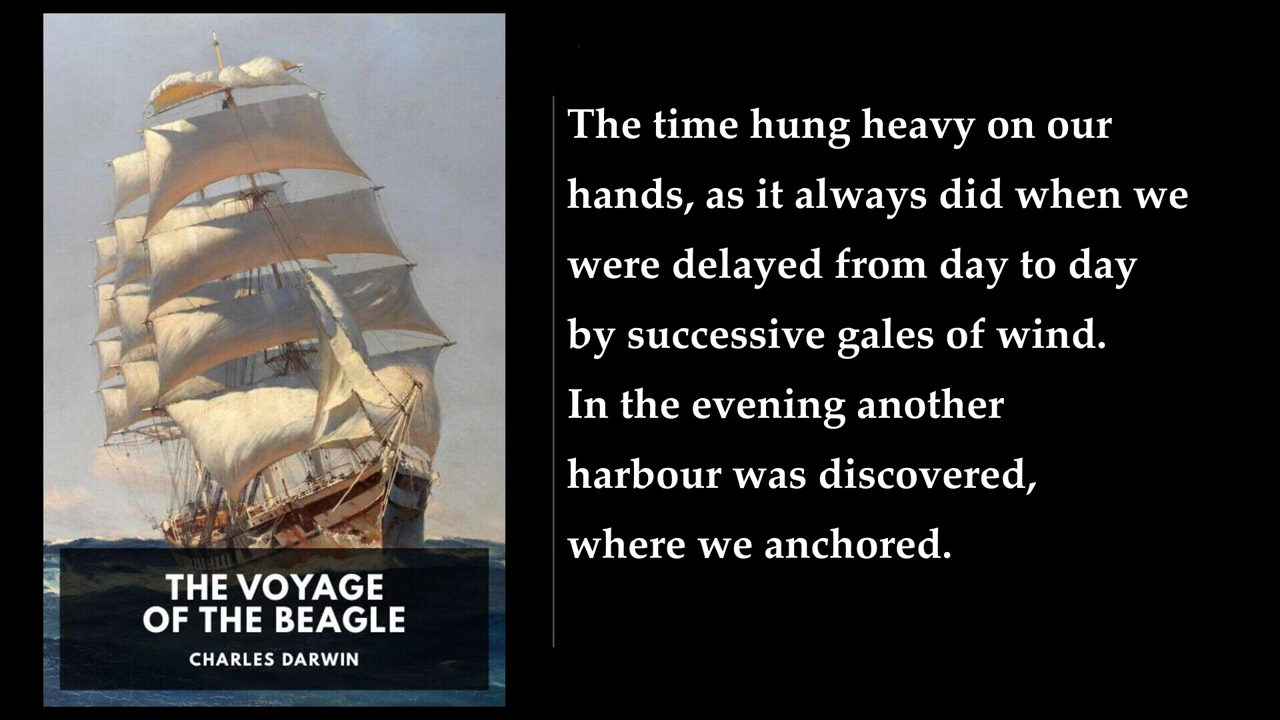 THE VOYAGE
OF THE BEAGLE
CHARLES DARWIN
The time hung heavy on our
hands, as it always did when we
were delayed from day to day
by successive gales of wind.
In the evening another
harbour was discovered,
where we anchored.